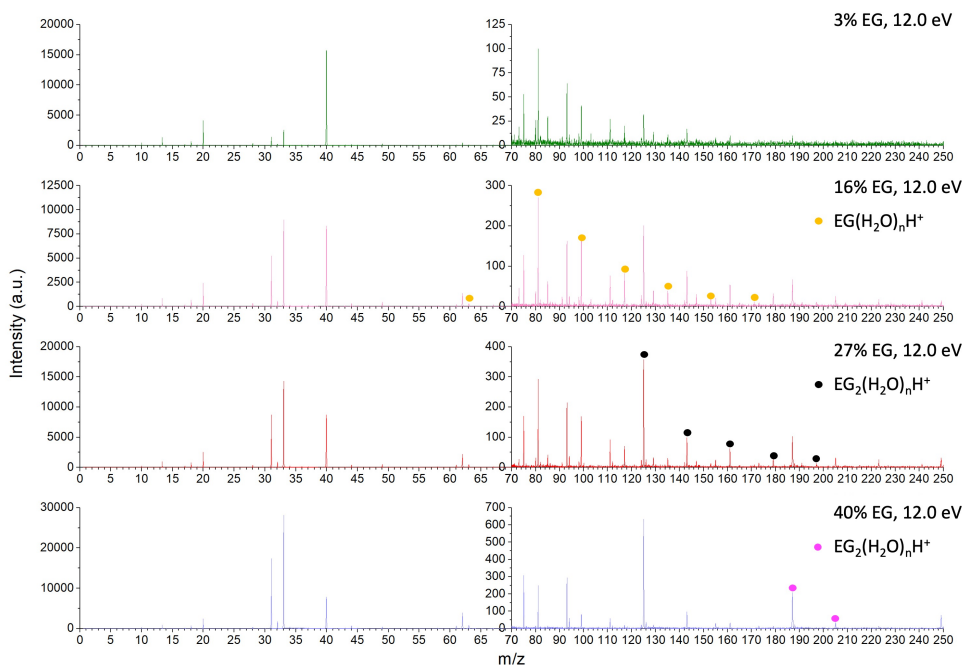 3% EG, 12.0 eV
20000
15000
10000
5000
0
0 5 10 15 20 25 30 35 40 45 50 55 60 65
125
100
75
50
25
0
70 80 90 100 110 120 130 140 150 160 170 180 190 200 210 220 230 240 250
16% EG, 12.0 eV
EG(H₂O)ₙH⁺
12500
10000
7500
5000
2500
0
0 5 10 15 20 25 30 35 40 45 50 55 60 65
300
200
100
0
70 80 90 100 110 120 130 140 150 160 170 180 190 200 210 220 230 240 250
Intensity (a.u.)
27% EG, 12.0 eV
EG₂(H₂O)ₙH⁺
20000
15000
10000
5000
0
0 5 10 15 20 25 30 35 40 45 50 55 60 65
400
300
200
100
0
70 80 90 100 110 120 130 140 150 160 170 180 190 200 210 220 230 240 250
40% EG, 12.0 eV
EG₂(H₂O)ₙH⁺
30000
20000
10000
0
0 5 10 15 20 25 30 35 40 45 50 55 60 65
700
600
500
400
300
200
100
0
70 80 90 100 110 120 130 140 150 160 170 180 190 200 210 220 230 240 250
m/z